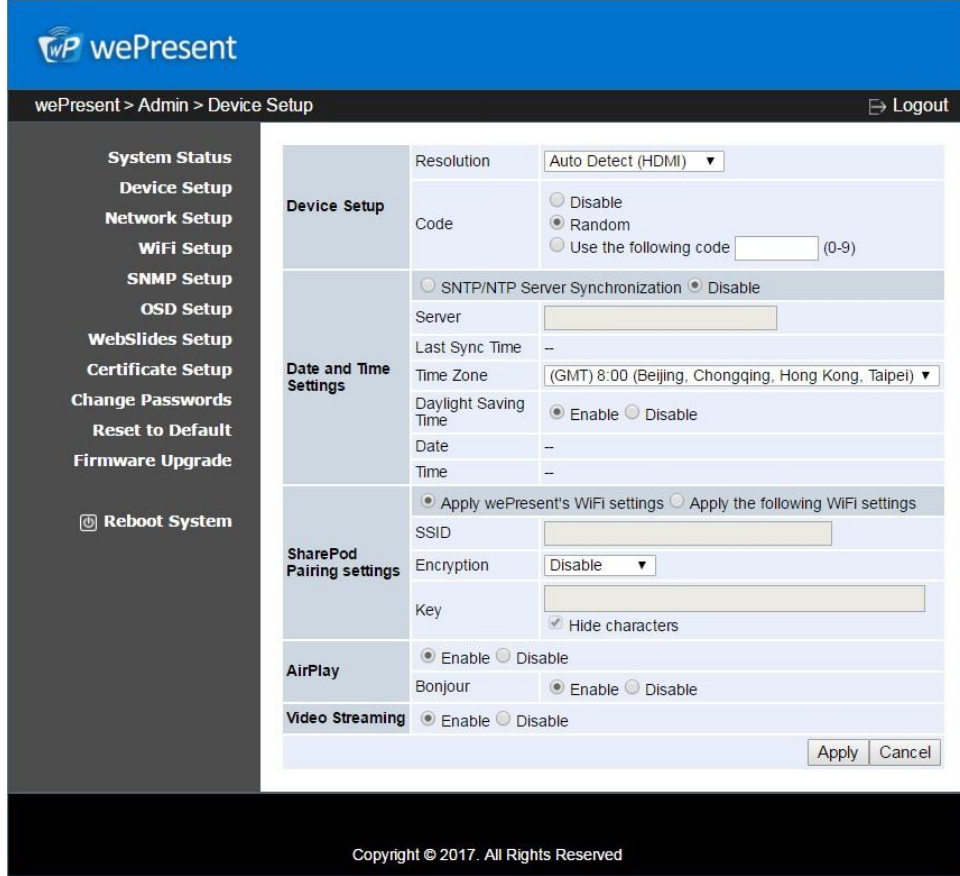 wP wePresent
wePresent > Admin > Device Setup
Logout
System Status
Device Setup
Network Setup
WiFi Setup
SNMP Setup
OSD Setup
WebSlides Setup
Certificate Setup
Change Passwords
Reset to Default
Firmware Upgrade
Reboot System
Device Setup
Resolution
Auto Detect (HDMI)
Code
Disable
Random
Use the following code (0-9)
Date and Time
Settings
SNTP/NTP Server Synchronization Disable
Server
Last Sync Time --
Time Zone
(GMT) 8:00 (Beijing, Chongqing, Hong Kong, Taipei)
Daylight Saving
Time
Enable Disable
Date --
Time --
SharePod
Pairing settings
Apply wePresent's WiFi settings Apply the following WiFi settings
SSID
Encryption
Disable
Key
Hide characters
AirPlay
Enable Disable
Bonjour
Enable Disable
Video Streaming
Enable Disable
Apply
Cancel
Copyright © 2017. All Rights Reserved